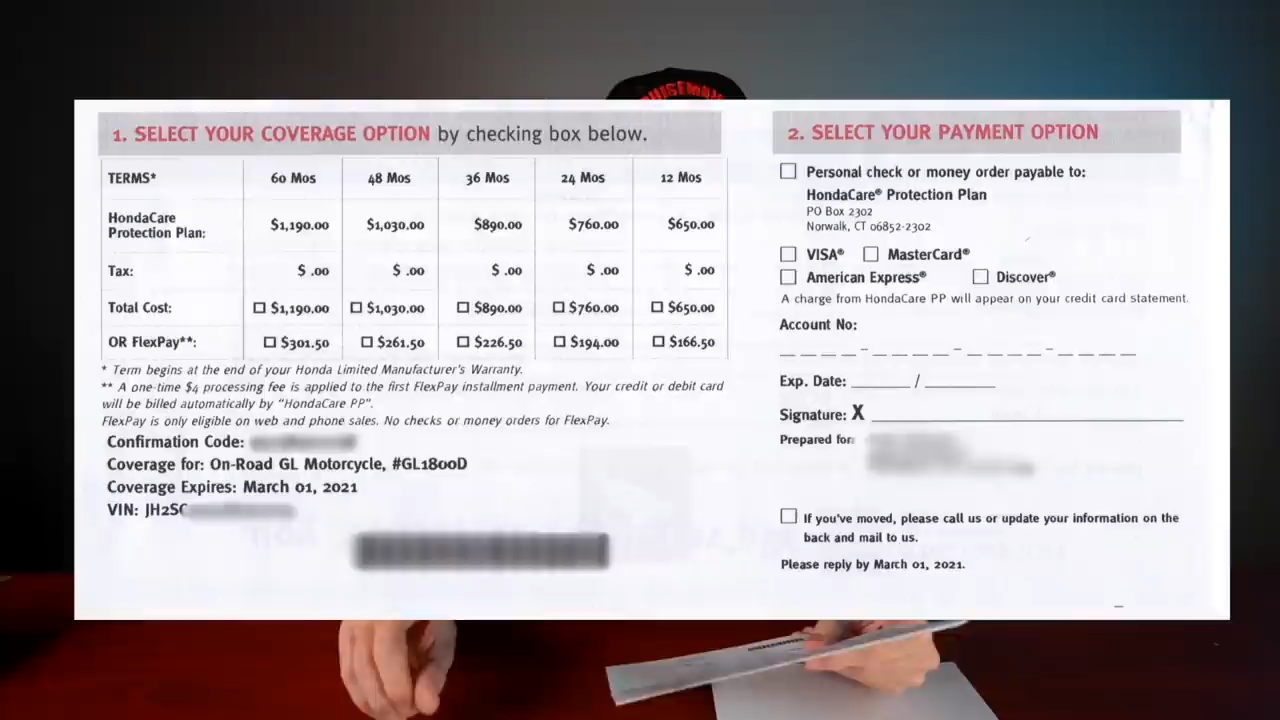 1. SELECT YOUR COVERAGE OPTION by checking box below.
TERMS* 60 Mos 48 Mos 36 Mos 24 Mos 12 Mos
HondaCare
Protection Plan: $1,190.00 $1,030.00 $890.00 $760.00 $650.00
Tax: $ .00 $ .00 $ .00 $ .00 $ .00
Total Cost: $1,190.00 $1,030.00 $890.00 $760.00 $650.00
OR FlexPay**: $301.50 $261.50 $226.50 $194.00 $166.50
* Term begins at the end of your Honda Limited Manufacturer's Warranty.
** A one-time $4 processing fee is applied to the first FlexPay installment payment. Your credit or debit card
will be billed automatically by "HondaCare PP".
FlexPay is only eligible on web and phone sales. No checks or money orders for FlexPay.
Confirmation Code:
Coverage for: On-Road GL Motorcycle, #GL1800D
Coverage Expires: March 01, 2021
VIN: JH2SC
2. SELECT YOUR PAYMENT OPTION
Personal check or money order payable to:
HondaCare® Protection Plan
PO Box 2302
Norwalk, CT 06852-2302
VISA® MasterCard®
American Express® Discover®
A charge from HondaCare PP will appear on your credit card statement.
Account No:
Exp. Date: /
Signature: X
Prepared for:
If you've moved, please call us or update your information on the
back and mail to us.
Please reply by March 01, 2021.